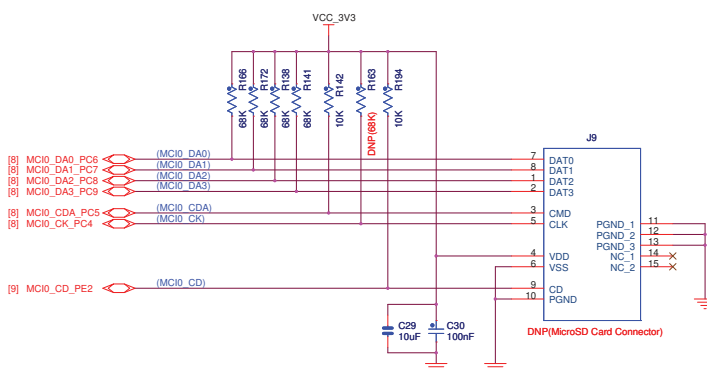 VCC_3V3
R166
68K
R172
68K
R138
68K
R141
68K
R142
10K
R163
DNP(68K)
R194
10K
J9
[8] MCI0_DA0_PC6 (MCI0_DA0) 7 DAT0
[8] MCI0_DA1_PC7 (MCI0_DA1) 8 DAT1
[8] MCI0_DA2_PC8 (MCI0_DA2) 1 DAT2
[8] MCI0_DA3_PC9 (MCI0_DA3) 2 DAT3
[8] MCI0_CDA_PC5 (MCI0_CDA) 3 CMD
[8] MCI0_CK_PC4 (MCI0_CK) 5 CLK
PGND_1 11
PGND_2 12
PGND_3 13
4 VDD NC_1 14
6 VSS NC_2 15
[9] MCI0_CD_PE2 (MCI0_CD) 9 CD
10 PGND
C29
10uF
C30
100nF
DNP(MicroSD Card Connector)